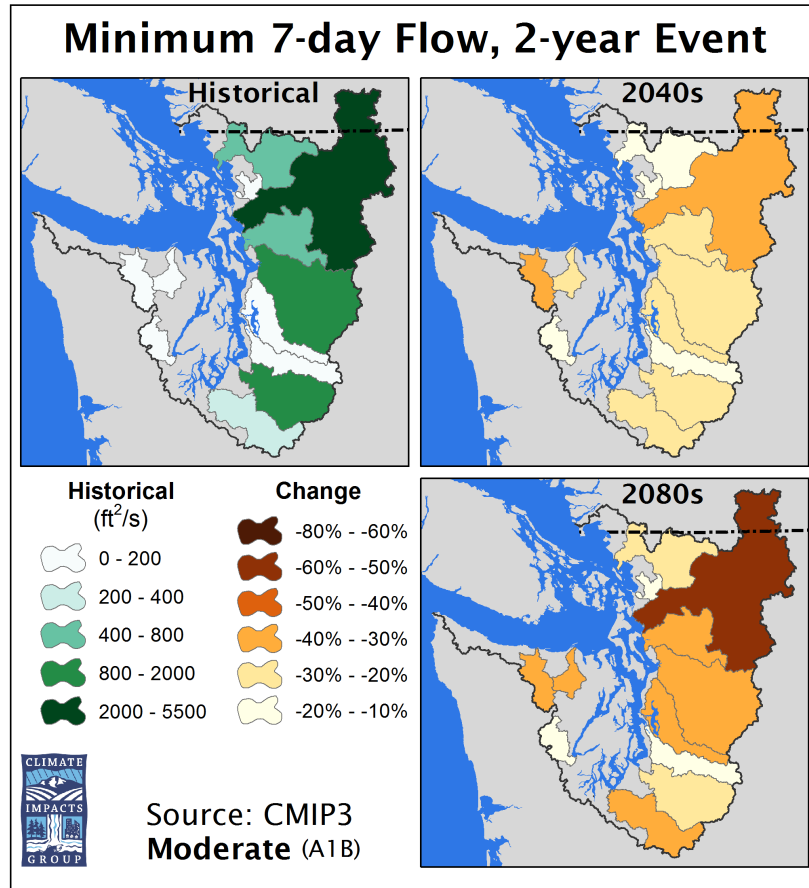 Minimum 7-day Flow, 2-year Event
Historical
2040s
Historical
(ft²/s)
0 - 200
200 - 400
400 - 800
800 - 2000
2000 - 5500
Change
-80% - -60%
-60% - -50%
-50% - -40%
-40% - -30%
-30% - -20%
-20% - -10%
2080s
CLIMATE
IMPACTS
GROUP
Source: CMIP3
Moderate (A1B)